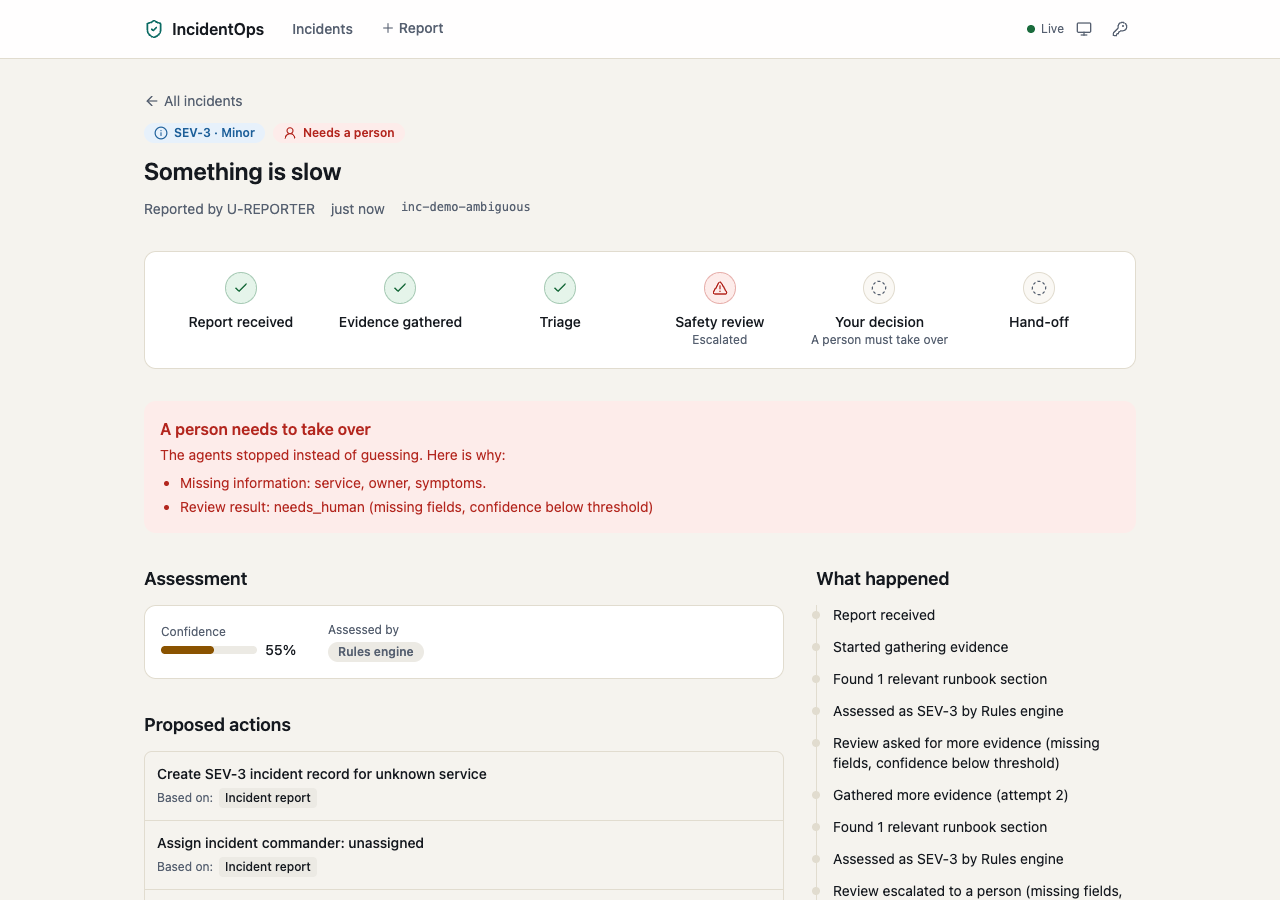 IncidentOps
Incidents
+ Report
Live
← All incidents
SEV-3 · Minor
Needs a person
Something is slow
Reported by U-REPORTER just now inc-demo-ambiguous
Report received
Evidence gathered
Triage
Safety review
Escalated
Your decision
A person must take over
Hand-off
A person needs to take over
The agents stopped instead of guessing. Here is why:
• Missing information: service, owner, symptoms.
• Review result: needs_human (missing fields, confidence below threshold)
Assessment
Confidence
55%
Assessed by
Rules engine
Proposed actions
Create SEV-3 incident record for unknown service
Based on: Incident report
Assign incident commander: unassigned
Based on: Incident report
What happened
Report received
Started gathering evidence
Found 1 relevant runbook section
Assessed as SEV-3 by Rules engine
Review asked for more evidence (missing
fields, confidence below threshold)
Gathered more evidence (attempt 2)
Found 1 relevant runbook section
Assessed as SEV-3 by Rules engine
Review escalated to a person (missing fields,